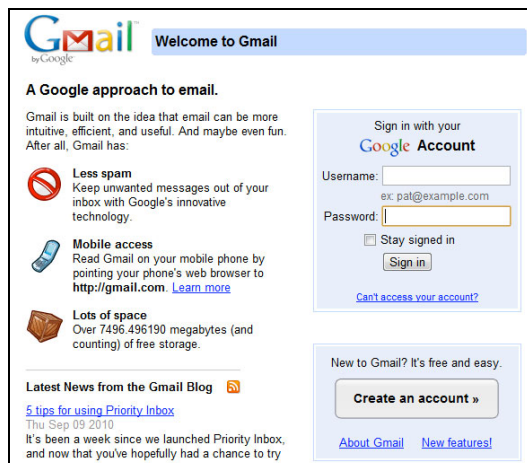 Gmail™
by Google
Welcome to Gmail
A Google approach to email.
Gmail is built on the idea that email can be more
intuitive, efficient, and useful. And maybe even fun.
After all, Gmail has:
Less spam
Keep unwanted messages out of your
inbox with Google's innovative
technology.
Mobile access
Read Gmail on your mobile phone by
pointing your phone's web browser to
http://gmail.com. Learn more
Lots of space
Over 7496.496190 megabytes (and
counting) of free storage.
Latest News from the Gmail Blog
5 tips for using Priority Inbox
Thu Sep 09 2010
It's been a week since we launched Priority Inbox,
and now that you've hopefully had a chance to try
Sign in with your
Google Account
Username:
ex: pat@example.com
Password:
Stay signed in
Sign in
Can't access your account?
New to Gmail? It's free and easy.
Create an account »
About Gmail New features!